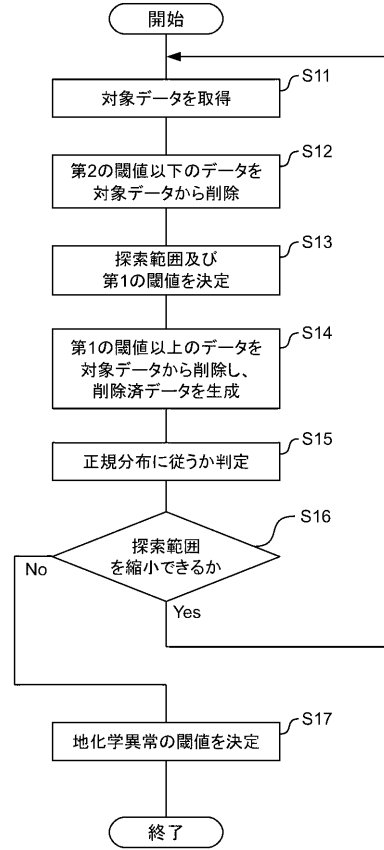 開始
S11
対象データを取得
S12
第2の閾値以下のデータを
対象データから削除
S13
探索範囲及び
第1の閾値を決定
S14
第1の閾値以上のデータを
対象データから削除し、
削除済データを生成
S15
正規分布に従うか判定
S16
探索範囲
を縮小できるか
No
Yes
S17
地化学異常の閾値を決定
終了